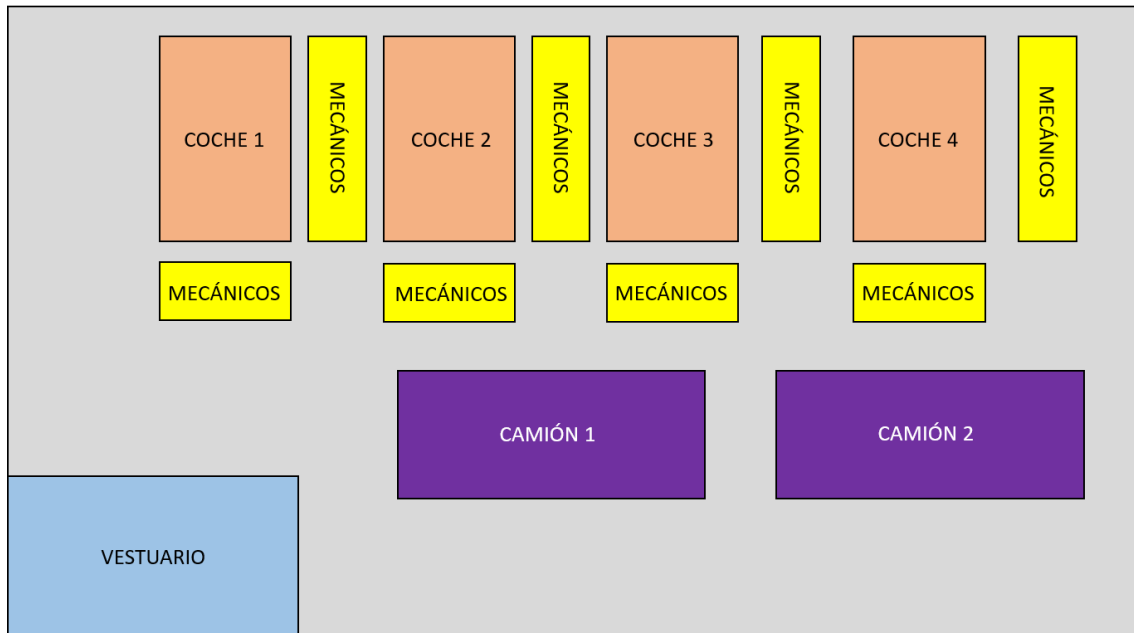 COCHE 1
MECÁNICOS
COCHE 2
MECÁNICOS
COCHE 3
MECÁNICOS
COCHE 4
MECÁNICOS
MECÁNICOS
MECÁNICOS
MECÁNICOS
MECÁNICOS
CAMIÓN 1
CAMIÓN 2
VESTUARIO